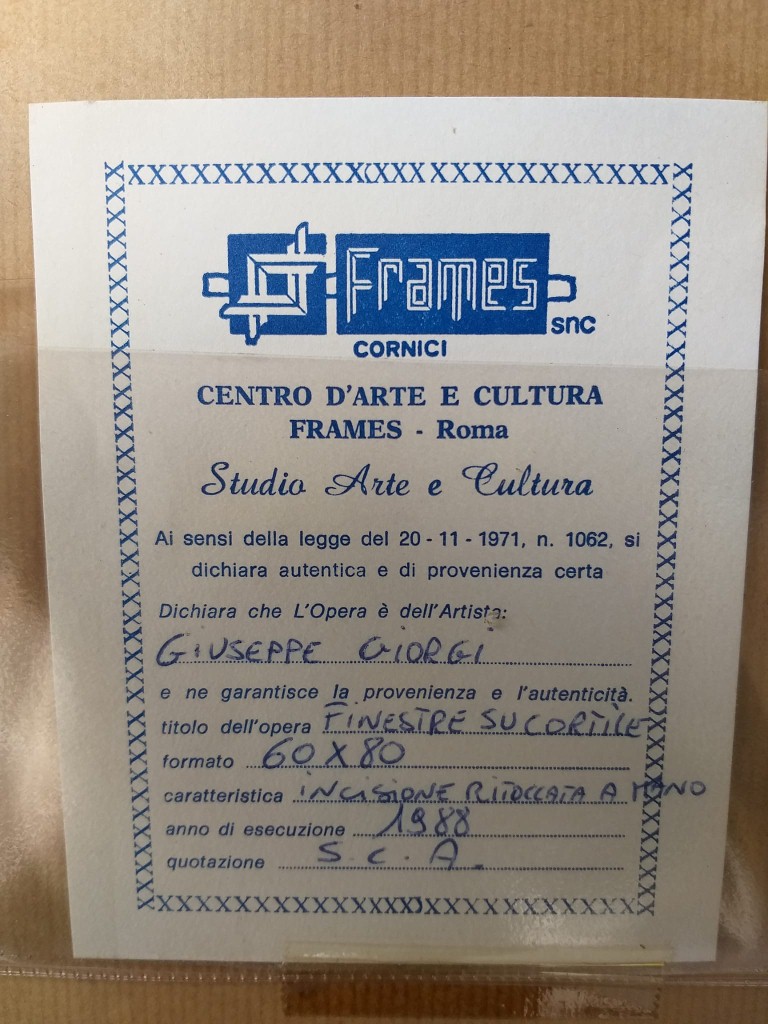 Frames snc
CORNICI
CENTRO D'ARTE E CULTURA
FRAMES - Roma
Studio Arte e Cultura
Ai sensi della legge del 20 - 11 - 1971, n. 1062, si
dichiara autentica e di provenienza certa
Dichiara che L'Opera è dell'Artista:
GIUSEPPE GIORGI
e ne garantisce la provenienza e l'autenticità.
titolo dell'opera FINESTRE SU CORTILE
formato 60X80
caratteristica INCISIONE RITOCCATA A MANO
anno di esecuzione 1988
quotazione S.C.A.